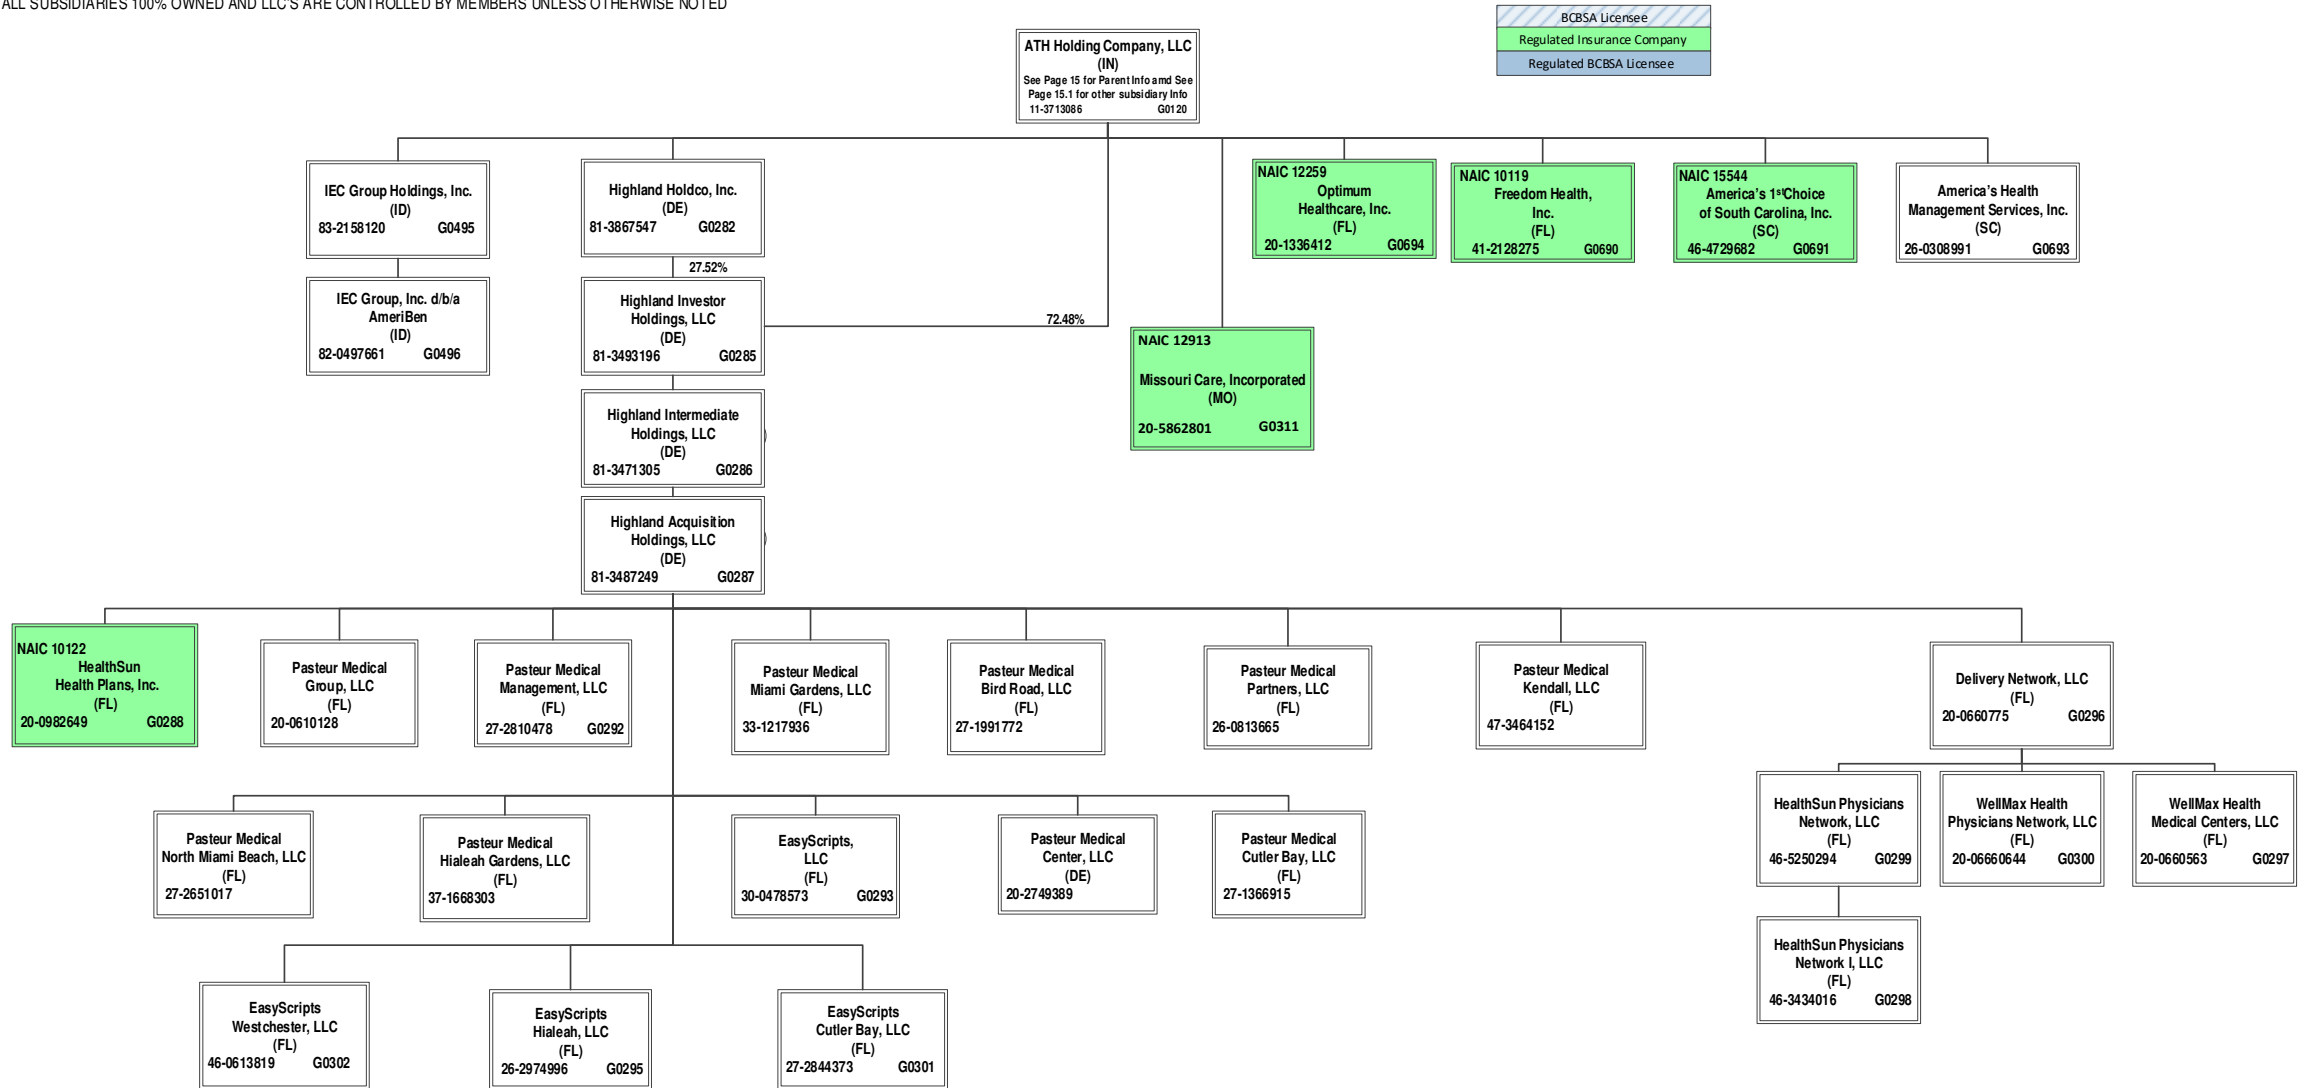 ALL SUBSIDIARIES 100% OWNED AND LLC'S ARE CONTROLLED BY MEMBERS UNLESS OTHERWISE NOTED
BCBSA Licensee
Regulated Insurance Company
Regulated BCBSA Licensee
ATH Holding Company, LLC
(IN)
See Page 15 for Parent Info amd See
Page 15.1 for other subsidiary Info
11-3713086 G0120
IEC Group Holdings, Inc.
(ID)
83-2158120 G0495
Highland Holdco, Inc.
(DE)
81-3867547 G0282
NAIC 12259
Optimum
Healthcare, Inc.
(FL)
20-1336412 G0694
NAIC 10119
Freedom Health,
Inc.
(FL)
41-2128275 G0690
NAIC 15544
America's 1st Choice
of South Carolina, Inc.
(SC)
46-4729682 G0691
America's Health
Management Services, Inc.
(SC)
26-0308991 G0693
27.52%
IEC Group, Inc. d/b/a
AmeriBen
(ID)
82-0497661 G0496
Highland Investor
Holdings, LLC
(DE)
81-3493196 G0285
72.48%
NAIC 12913
Missouri Care, Incorporated
(MO)
20-5862801 G0311
Highland Intermediate
Holdings, LLC
(DE)
81-3471305 G0286
Highland Acquisition
Holdings, LLC
(DE)
81-3487249 G0287
NAIC 10122
HealthSun
Health Plans, Inc.
(FL)
20-0982649 G0288
Pasteur Medical
Group, LLC
(FL)
20-0610128
Pasteur Medical
Management, LLC
(FL)
27-2810478 G0292
Pasteur Medical
Miami Gardens, LLC
(FL)
33-1217936
Pasteur Medical
Bird Road, LLC
(FL)
27-1991772
Pasteur Medical
Partners, LLC
(FL)
26-0813665
Pasteur Medical
Kendall, LLC
(FL)
47-3464152
Delivery Network, LLC
(FL)
20-0660775 G0296
Pasteur Medical
North Miami Beach, LLC
(FL)
27-2651017
Pasteur Medical
Hialeah Gardens, LLC
(FL)
37-1668303
EasyScripts,
LLC
(FL)
30-0478573 G0293
Pasteur Medical
Center, LLC
(DE)
20-2749389
Pasteur Medical
Cutler Bay, LLC
(FL)
27-1366915
HealthSun Physicians
Network, LLC
(FL)
46-5250294 G0299
WellMax Health
Physicians Network, LLC
(FL)
20-06660644 G0300
WellMax Health
Medical Centers, LLC
(FL)
20-0660563 G0297
HealthSun Physicians
Network I, LLC
(FL)
46-3434016 G0298
EasyScripts
Westchester, LLC
(FL)
46-0613819 G0302
EasyScripts
Hialeah, LLC
(FL)
26-2974996 G0295
EasyScripts
Cutler Bay, LLC
(FL)
27-2844373 G0301